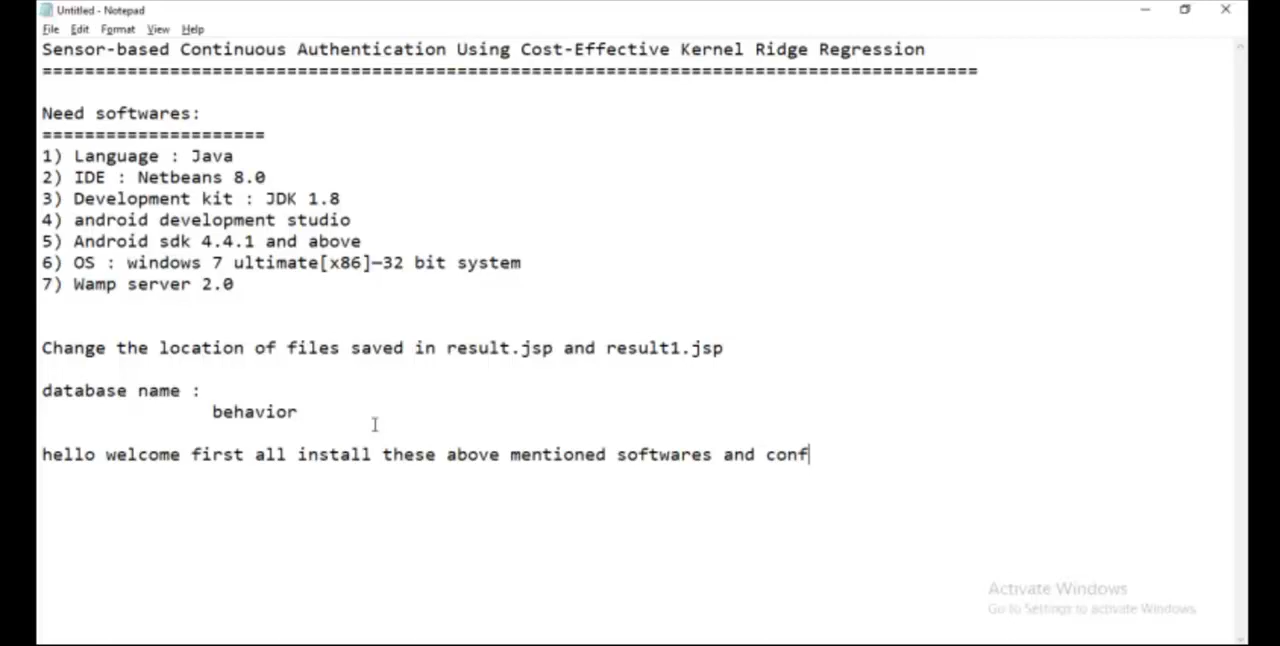 Untitled - Notepad
File Edit Format View Help
Sensor-based Continuous Authentication Using Cost-Effective Kernel Ridge Regression
========================================================================================
Need softwares:
=====================
1) Language : Java
2) IDE : Netbeans 8.0
3) Development kit : JDK 1.8
4) android development studio
5) Android sdk 4.4.1 and above
6) OS : windows 7 ultimate[x86]—32 bit system
7) Wamp server 2.0
Change the location of files saved in result.jsp and result1.jsp
database name :
behavior
hello welcome first all install these above mentioned softwares and conf
Activate Windows
Go to Settings to activate Windows.